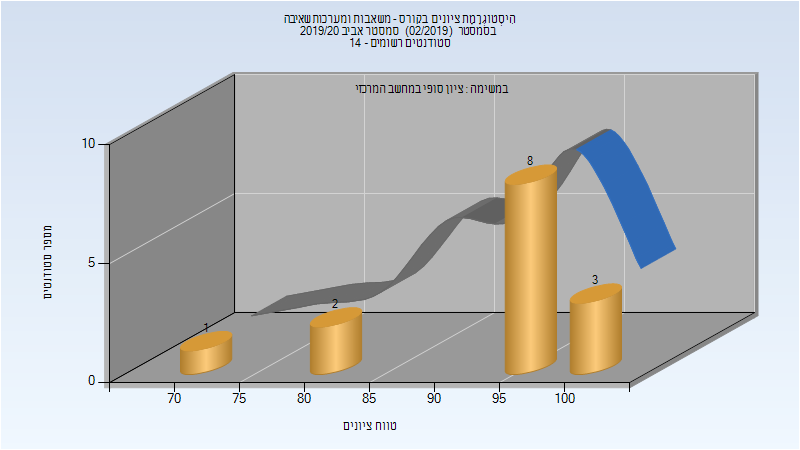 היסטוגרמת ציונים בקורס - משאבות ומערכות שאיבה
בסמסטר (02/2019) סמסטר אביב 2019/20
סטודנטים רשומים - 14
במשימה : ציון סופי במחשב המרכזי
10
5
0
מספר סטודנטים
1
2
8
3
70
75
80
85
90
95
100
טווח ציונים